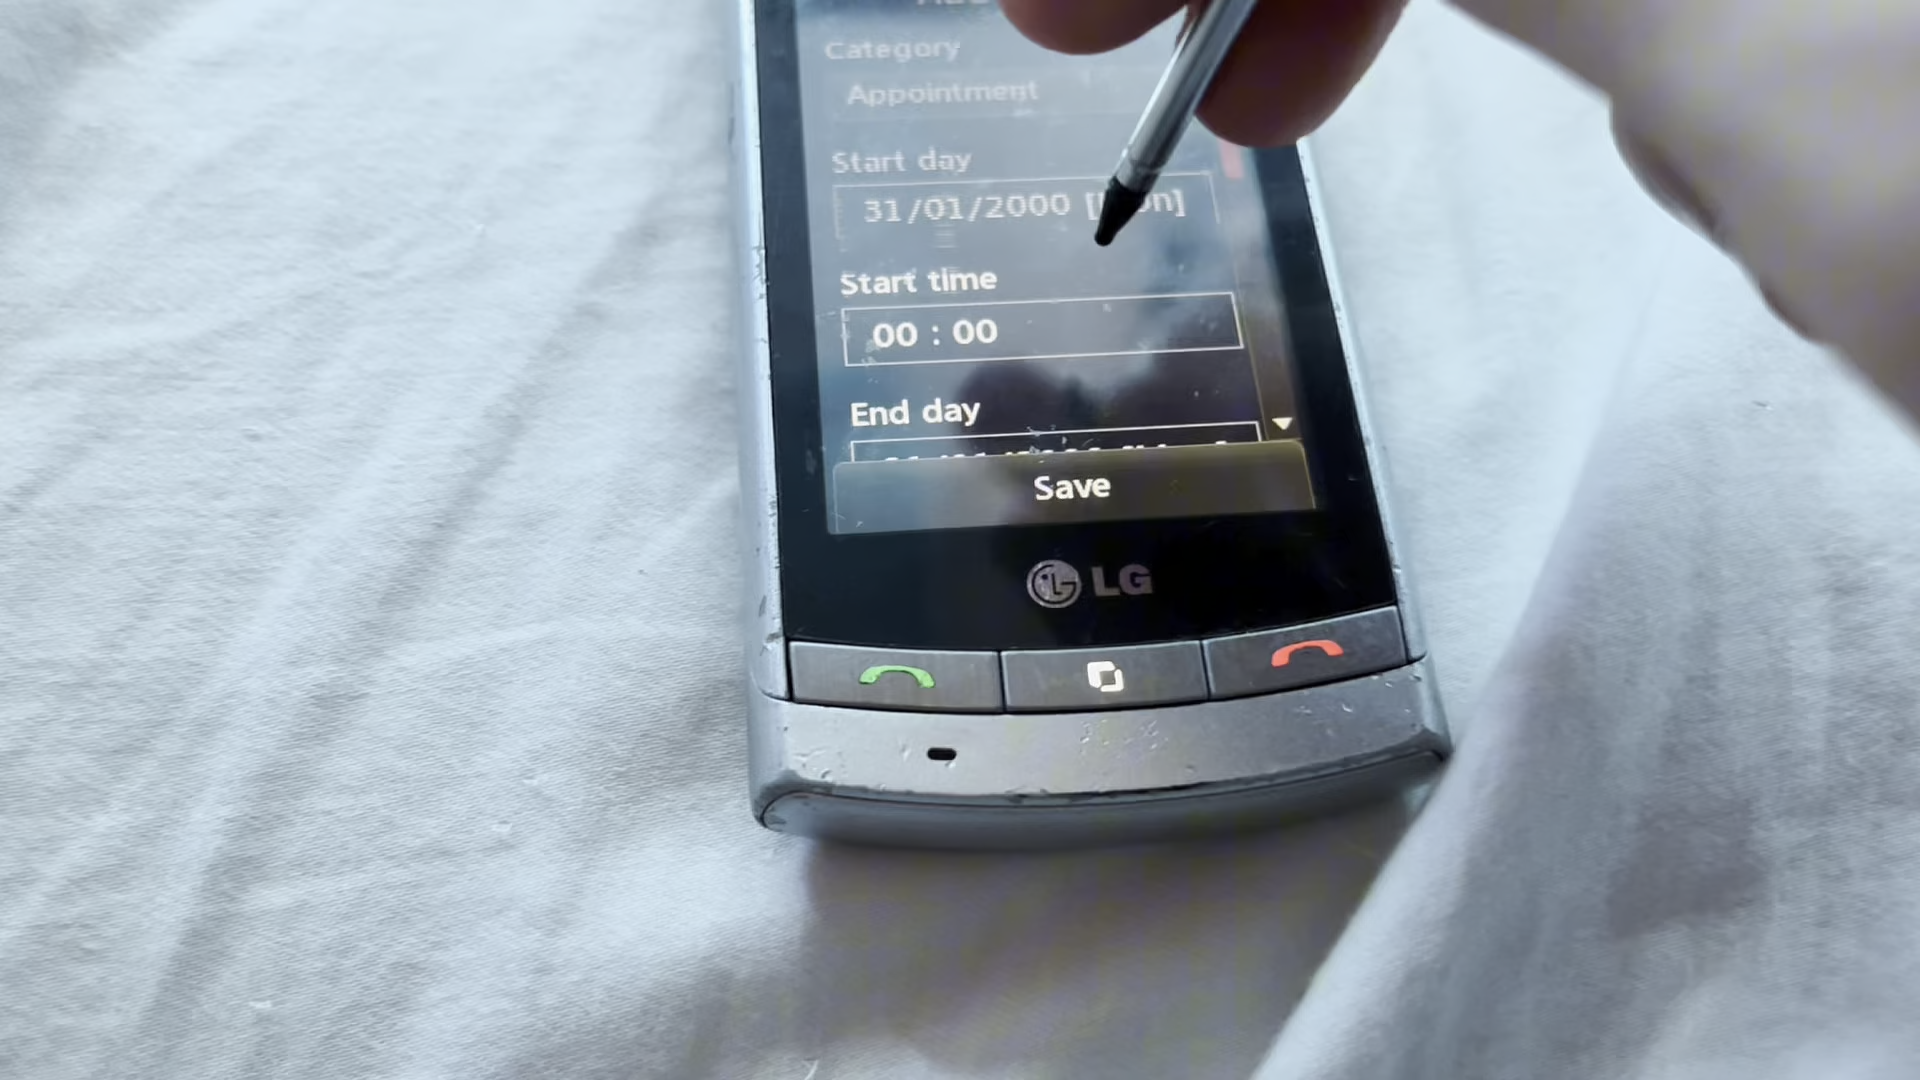 Category
Appointment
Start day
31/01/2000
Start time
00 : 00
End day
Save
LG